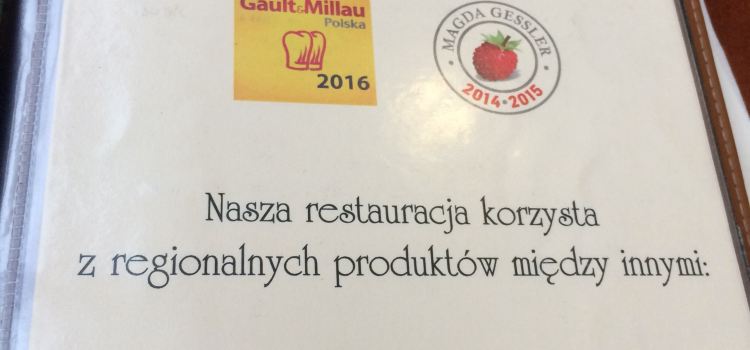 Gault&Millau
Polska
2016
• MAGDA GESSLER •
2014•2015
Nasza restauracja korzysta
z regionalnych produktów między innymi: